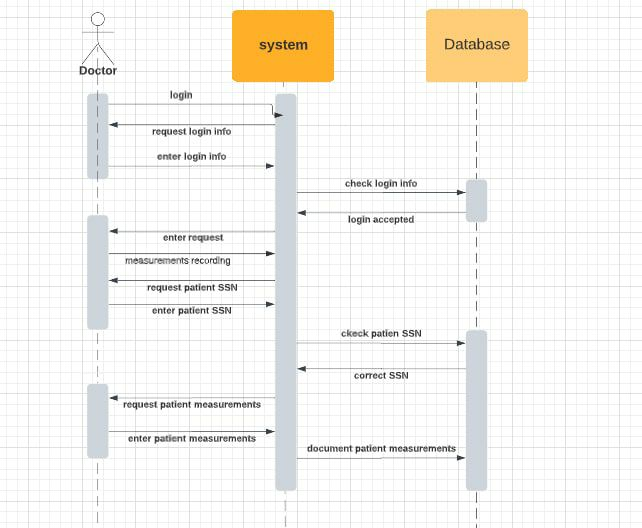 system
Database
Doctor
login
request login info
enter login info
check login info
login accepted
enter request
measurements recording
request patient SSN
enter patient SSN
ckeck patien SSN
correct SSN
request patient measurements
enter patient measurements
document patient measurements